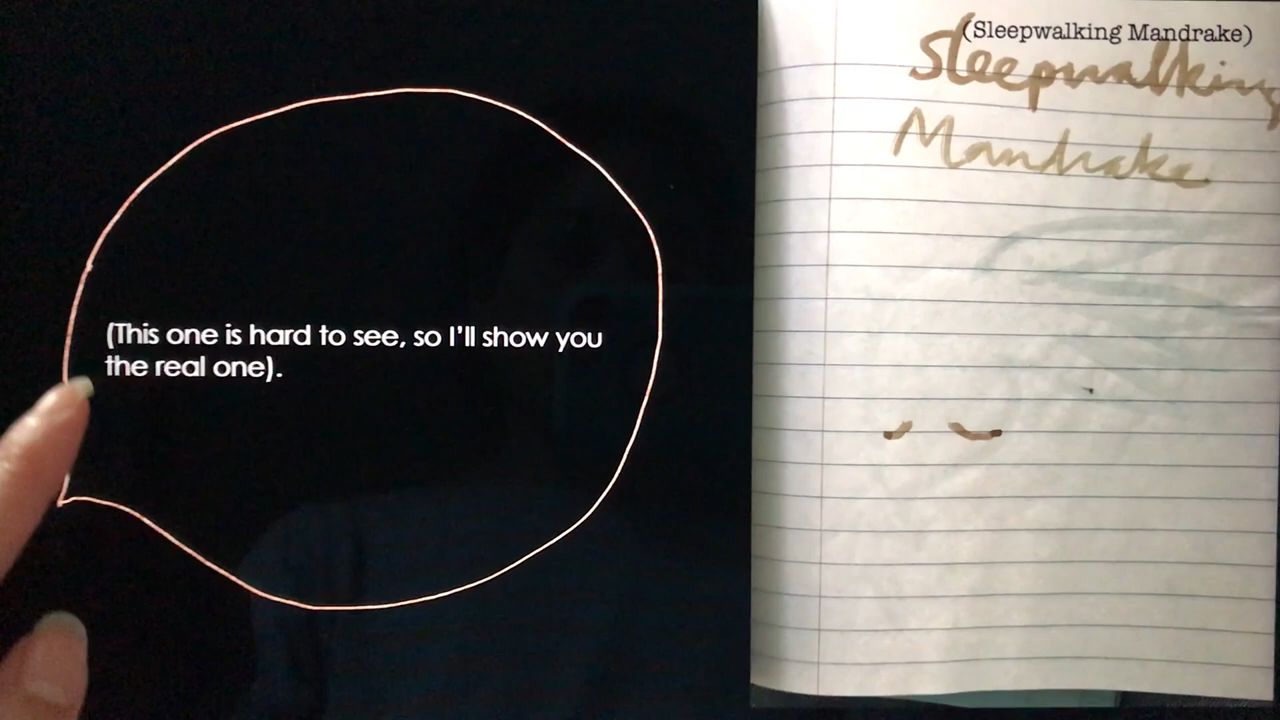 (This one is hard to see, so I'll show you
the real one).
(Sleepwalking Mandrake)
Sleepwalking
Mandrake